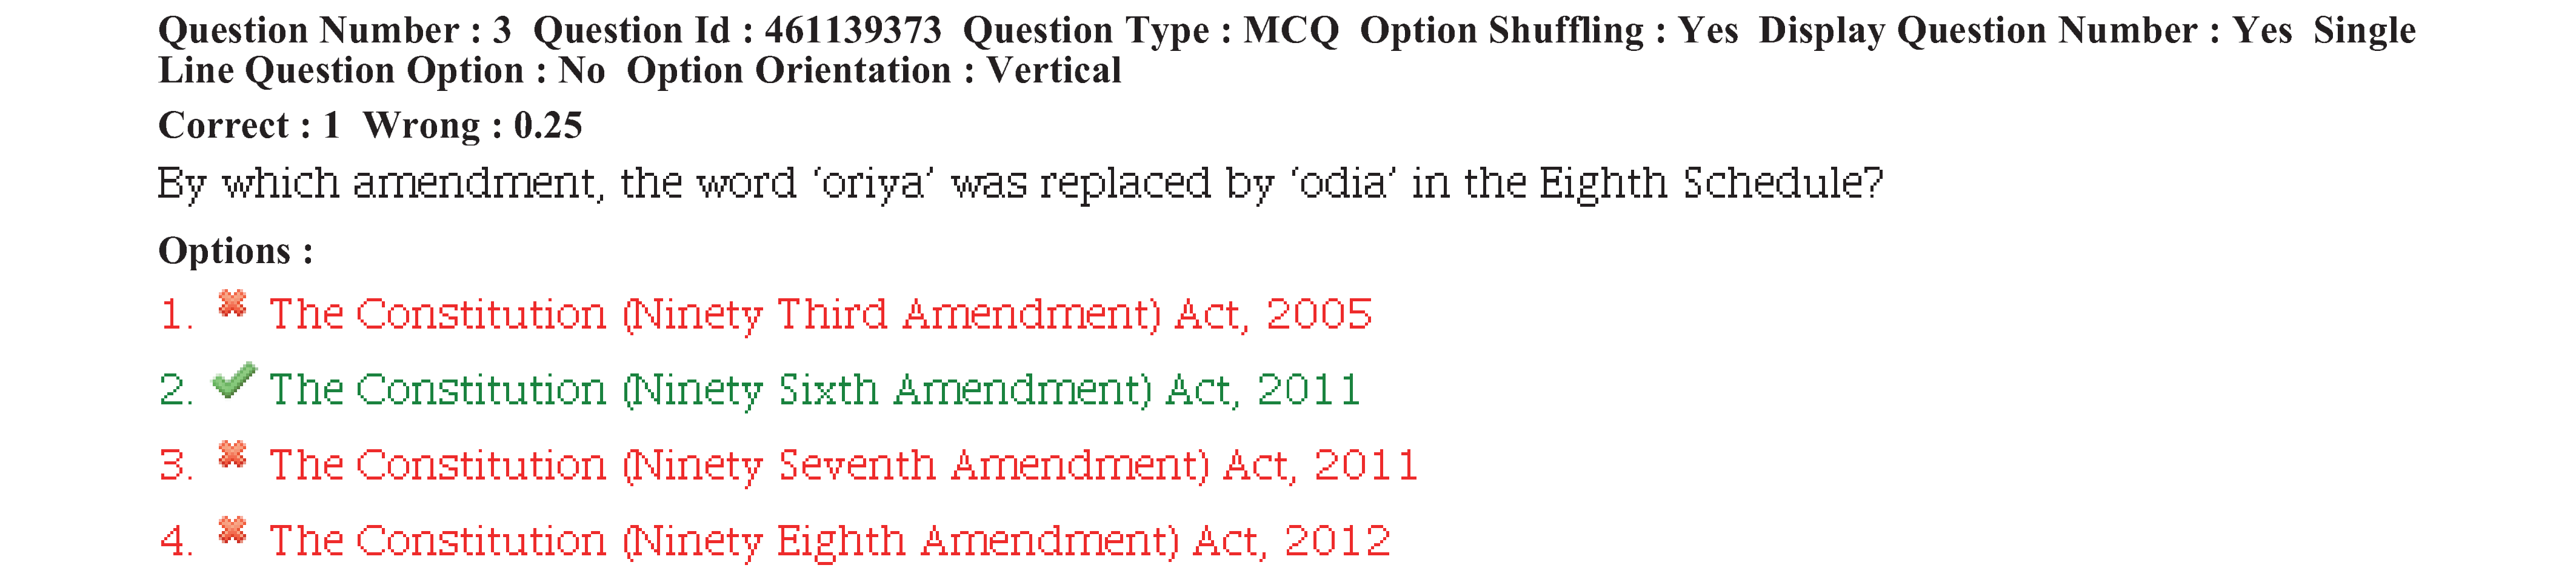 Question Number : 3 Question Id : 461139373 Question Type : MCQ Option Shuffling : Yes Display Question Number : Yes Single
Line Question Option : No Option Orientation : Vertical
Correct : 1 Wrong : 0.25
By which amendment, the word ‘oriya’ was replaced by ‘odia’ in the Eighth Schedule?
Options :
1. The Constitution (Ninety Third Amendment) Act, 2005
2. The Constitution (Ninety Sixth Amendment) Act, 2011
3. The Constitution (Ninety Seventh Amendment) Act, 2011
4. The Constitution (Ninety Eighth Amendment) Act, 2012